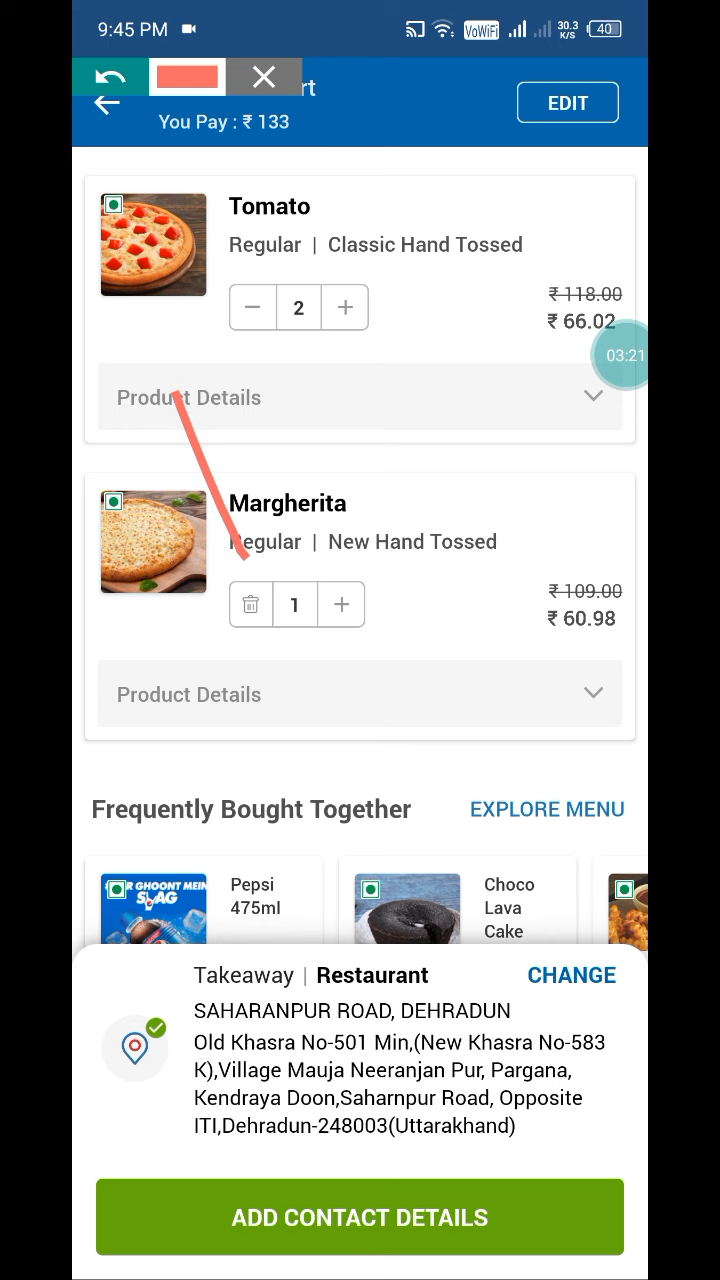 9:45 PM
VoWiFi
30.3
K/S
40
rt
You Pay : ₹ 133
EDIT
Tomato
Regular | Classic Hand Tossed
₹ 118.00
2
₹ 66.02
03:21
Product Details
Margherita
Regular | New Hand Tossed
₹ 109.00
1
₹ 60.98
Product Details
Frequently Bought Together
EXPLORE MENU
R GHOONT MEIN
SWAG
Pepsi
475ml
Choco
Lava
Cake
Takeaway | Restaurant
CHANGE
SAHARANPUR ROAD, DEHRADUN
Old Khasra No-501 Min,(New Khasra No-583
K),Village Mauja Neeranjan Pur, Pargana,
Kendraya Doon,Saharnpur Road, Opposite
ITI,Dehradun-248003(Uttarakhand)
ADD CONTACT DETAILS